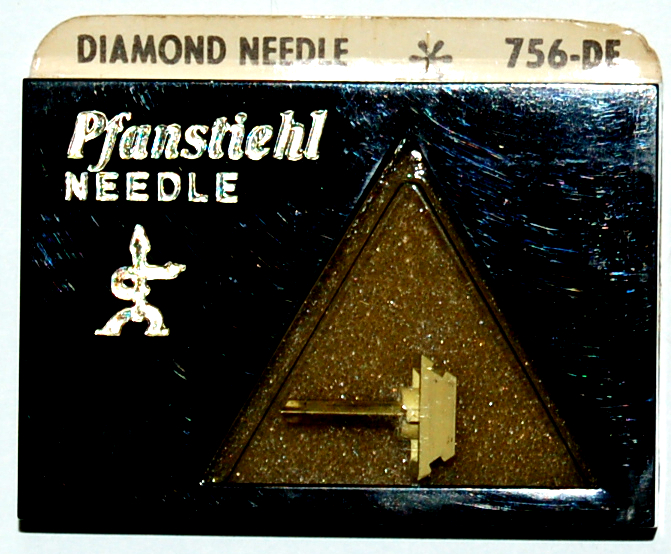 DIAMOND NEEDLE * 756-DE
Pfanstiehl
NEEDLE